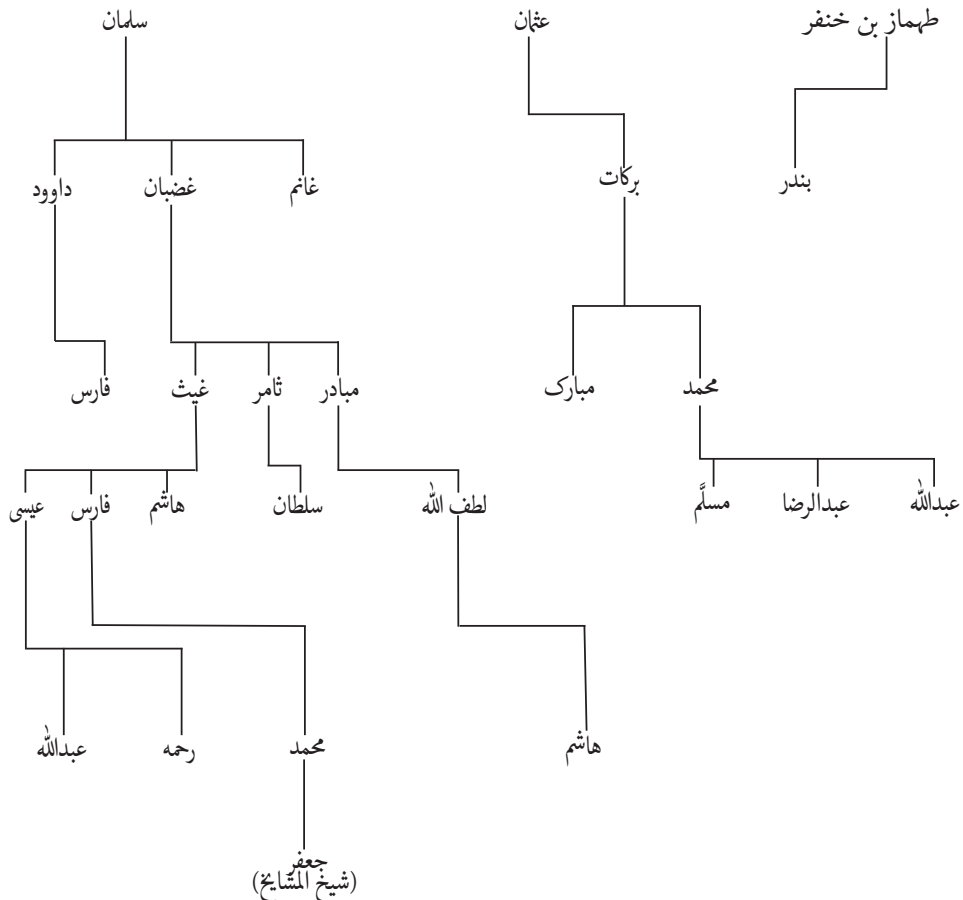 طهماز بن خنفر
عثمان
سلمان
بندر
برکات
غانم
غضبان
داوود
محمد
مبارک
مبادر
ثامر
غیث
فارس
عبدالله
عبدالرضا
مسلَّم
لطف الله
سلطان
هاشم
فارس
عیسی
هاشم
محمد
رحمه
عبدالله
جعفر
(شیخ المشایخ)